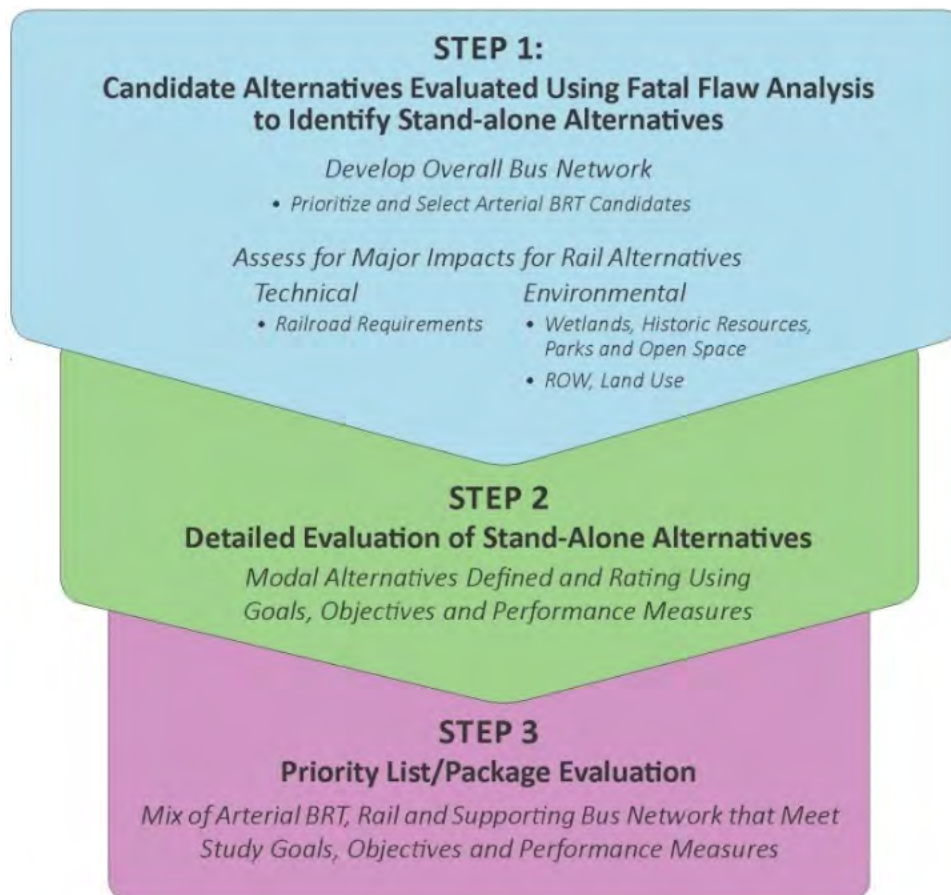 STEP 1:
Candidate Alternatives Evaluated Using Fatal Flaw Analysis
to Identify Stand-alone Alternatives
Develop Overall Bus Network
• Prioritize and Select Arterial BRT Candidates
Assess for Major Impacts for Rail Alternatives
Technical
• Railroad Requirements
Environmental
• Wetlands, Historic Resources,
Parks and Open Space
• ROW, Land Use
STEP 2
Detailed Evaluation of Stand-Alone Alternatives
Modal Alternatives Defined and Rating Using
Goals, Objectives and Performance Measures
STEP 3
Priority List/Package Evaluation
Mix of Arterial BRT, Rail and Supporting Bus Network that Meet
Study Goals, Objectives and Performance Measures